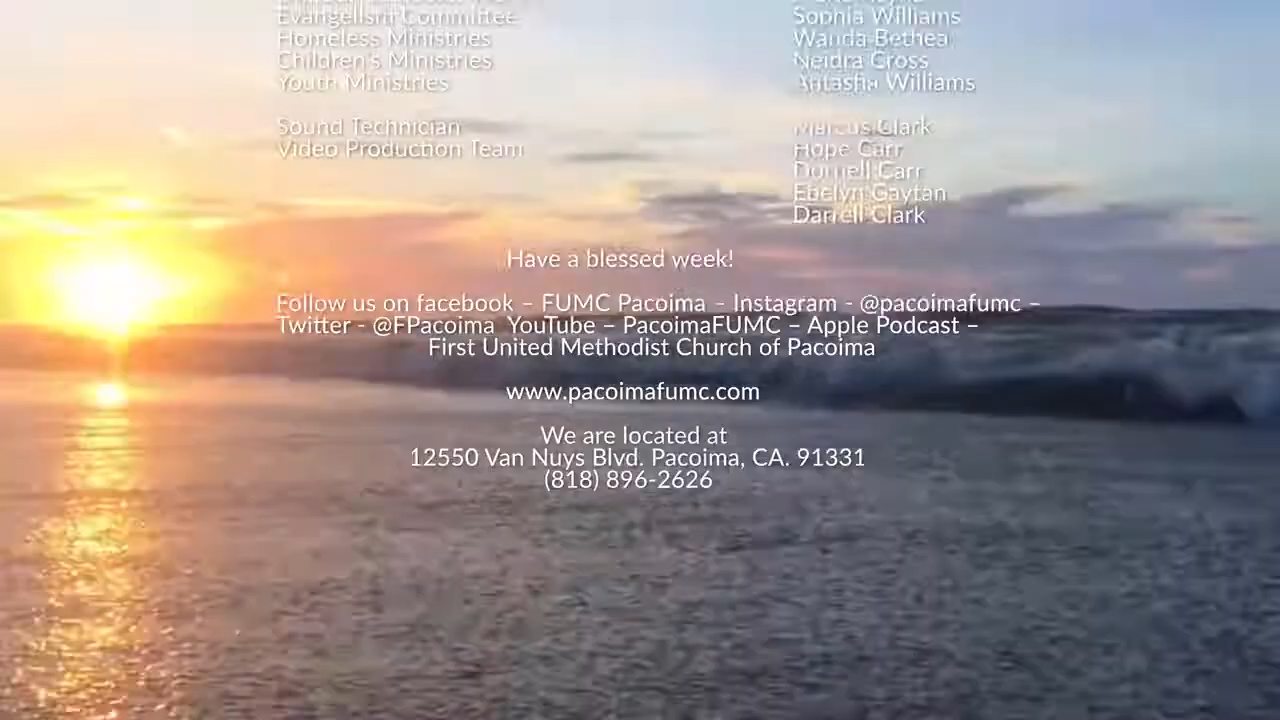 Evangelism Committee Sophia Williams
Homeless Ministries Wanda Bethea
Children's Ministries Neidra Cross
Youth Ministries Antasha Williams
Sound Technician Marcus Clark
Video Production Team Hope Carr
Dornell Carr
Ebelyn Gaytan
Darrell Clark
Have a blessed week!
Follow us on facebook – FUMC Pacoima – Instagram - @pacoimafumc –
Twitter - @FPacoima YouTube – PacoimaFUMC – Apple Podcast –
First United Methodist Church of Pacoima
www.pacoimafumc.com
We are located at
12550 Van Nuys Blvd. Pacoima, CA. 91331
(818) 896-2626